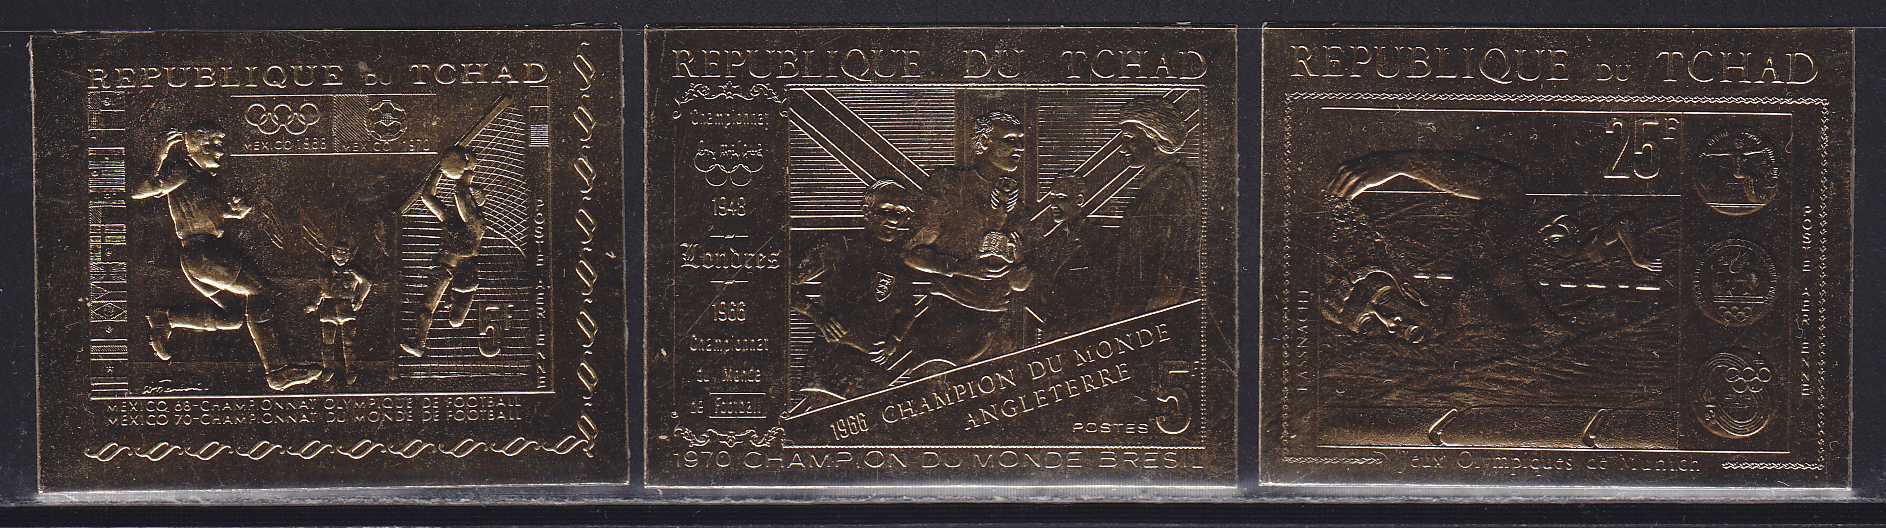 REPUBLIQUE DU TCHAD
MEXICO 1968
MEXICO 1970
POSTE AERIENNE
5F
MEXICO 68-CHAMPIONNAT OLYMPIQUE DE FOOTBALL
MEXICO 70-CHAMPIONNAT DU MONDE DE FOOTBALL
REPUBLIQUE DU TCHAD
Championnat
1948
Londres
1966
Championnat
du Monde
de Football
1966 CHAMPION DU MONDE
ANGLETERRE
POSTES 5F
1970 CHAMPION DU MONDE BRESIL
REPUBLIQUE DU TCHAD
25F
Jeux Olympiques de Munich